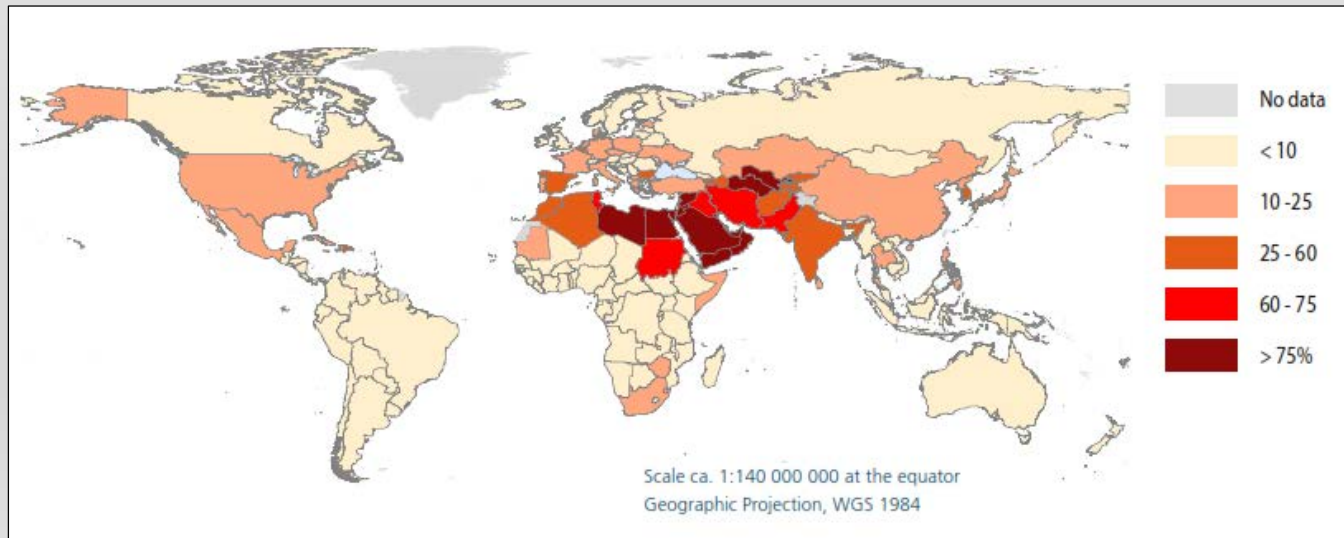 No data
< 10
10 -25
25 - 60
60 - 75
> 75%
Scale ca. 1:140 000 000 at the equator
Geographic Projection, WGS 1984